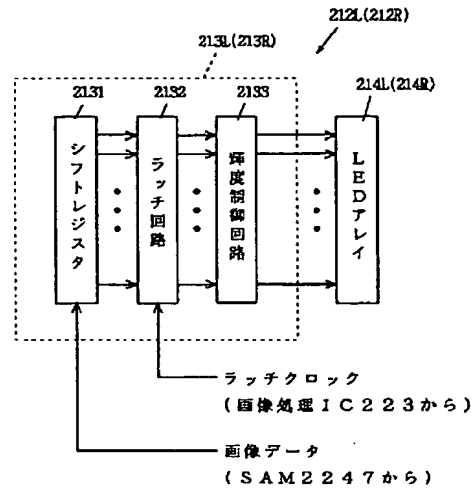 212L(212R)
213L(213R)
2131
2132
2133
214L(214R)
シフトレジスタ
ラッチ回路
輝度制御回路
LEDアレイ
ラッチクロック
(画像処理IC223から)
画像データ
(SAM2247から)